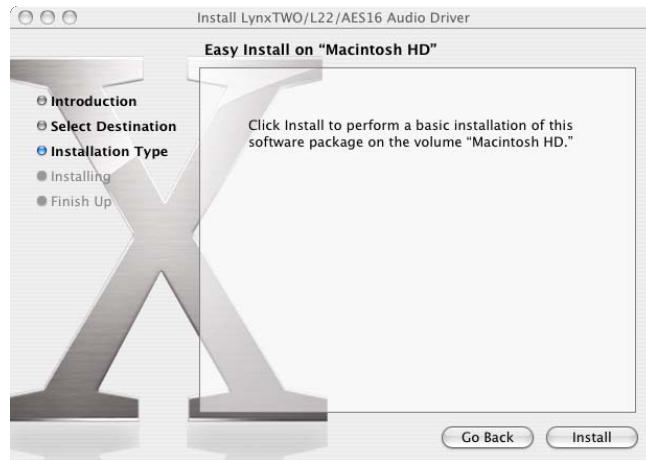 Install LynxTWO/L22/AES16 Audio Driver
Easy Install on “Macintosh HD”
Introduction
Select Destination
Installation Type
Installing
Finish Up
Click Install to perform a basic installation of this
software package on the volume “Macintosh HD.”
Go Back
Install